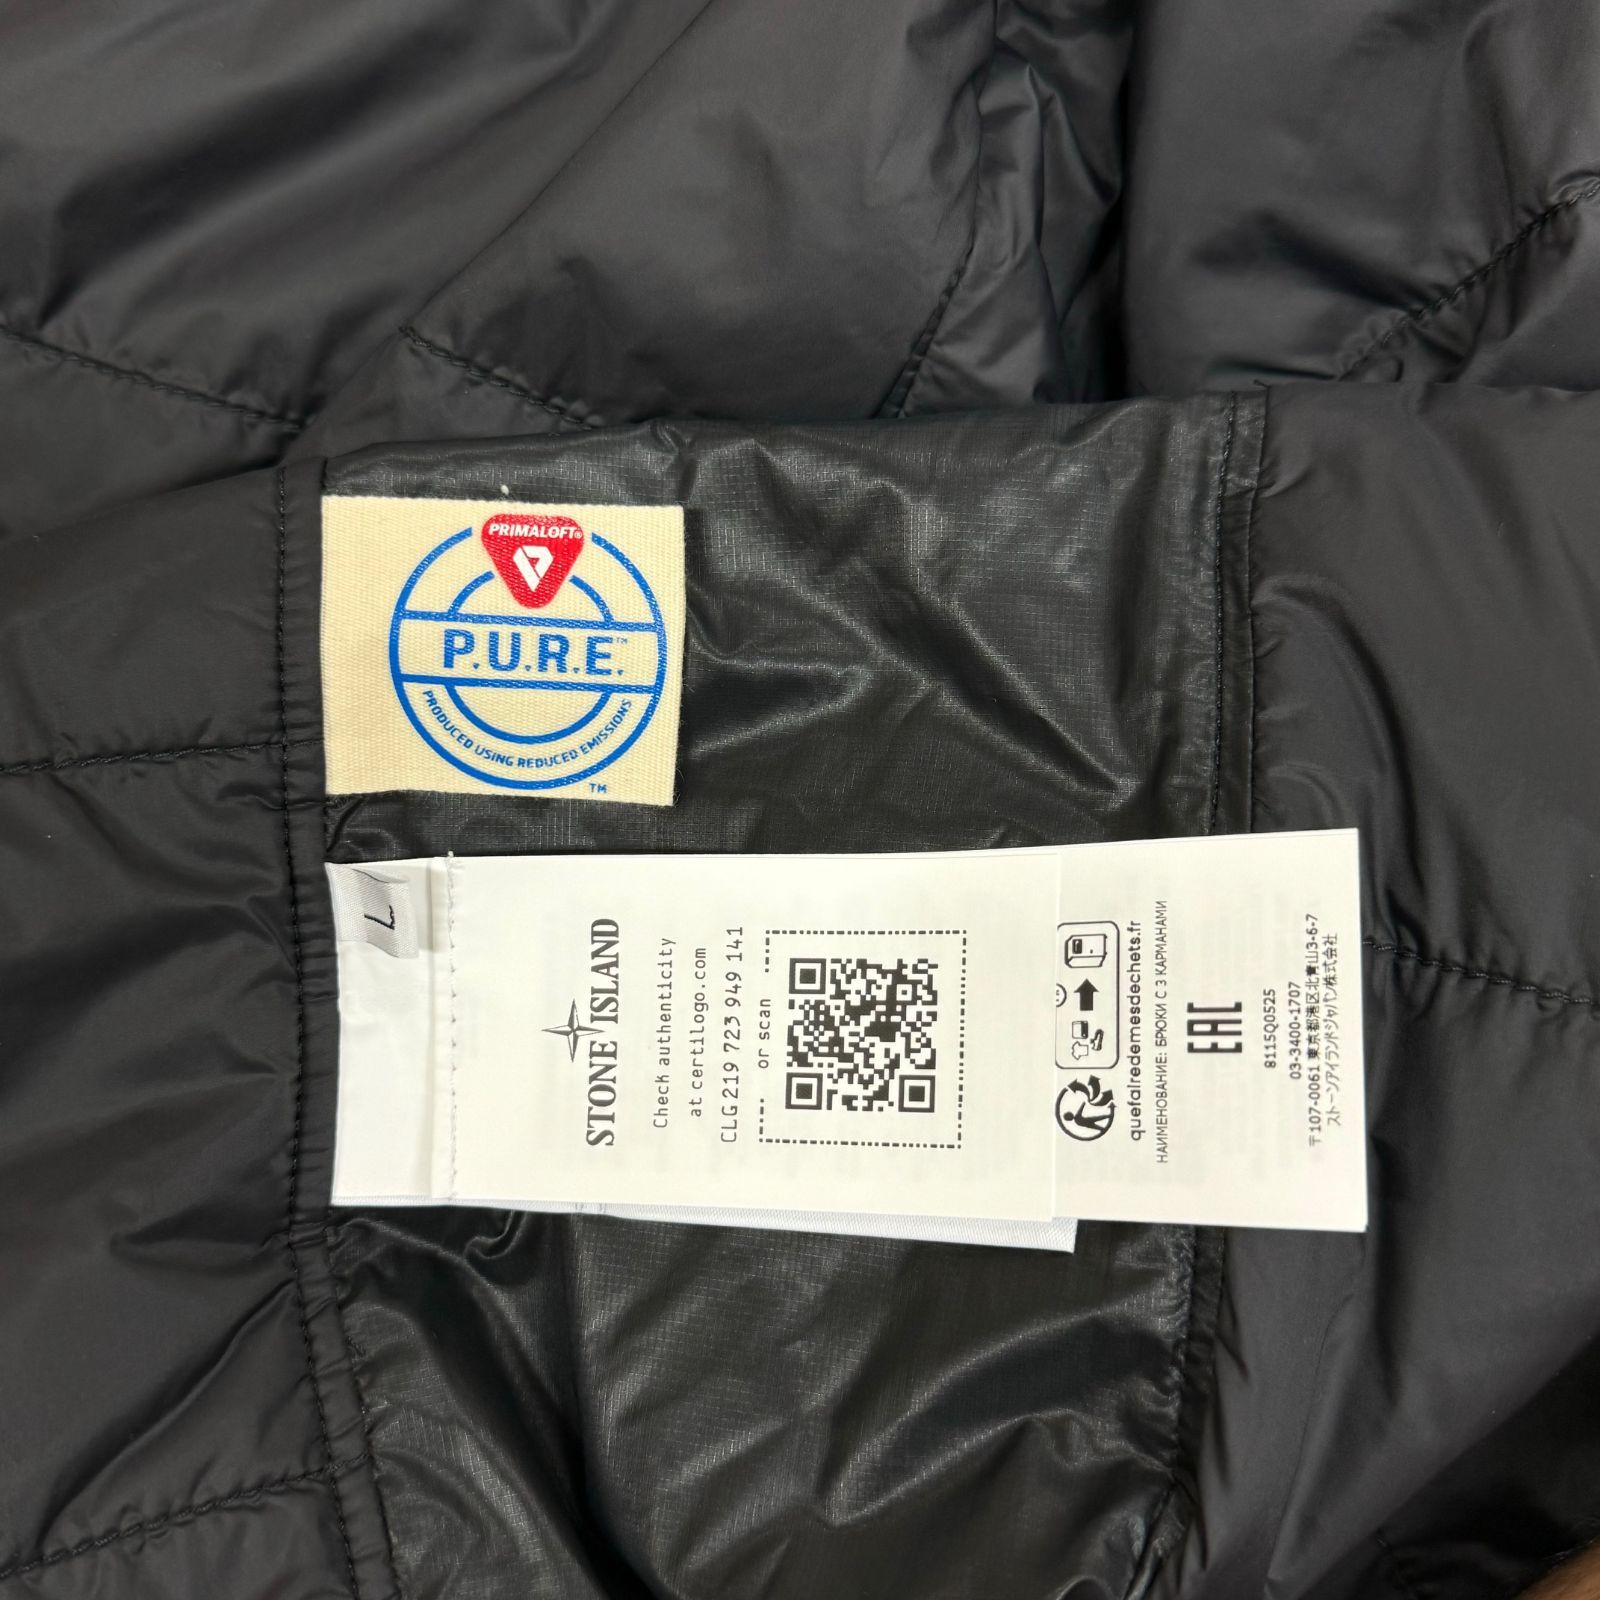 PRIMALOFT®
P.U.R.E.™
PRODUCED USING REDUCED EMISSIONS
TM
L
STONE ISLAND
Check authenticity
at certilogo.com
CLG 219 723 949 141
or scan
quefairedemesdechets.fr
НАИМЕНОВАНИЕ: БРЮКИ С 3 КАРМАНАМИ
EAC
8115Q0525
03-3400-1707
〒107-0061 東京都港区北青山3-6-7
ストーンアイランドジャパン株式会社